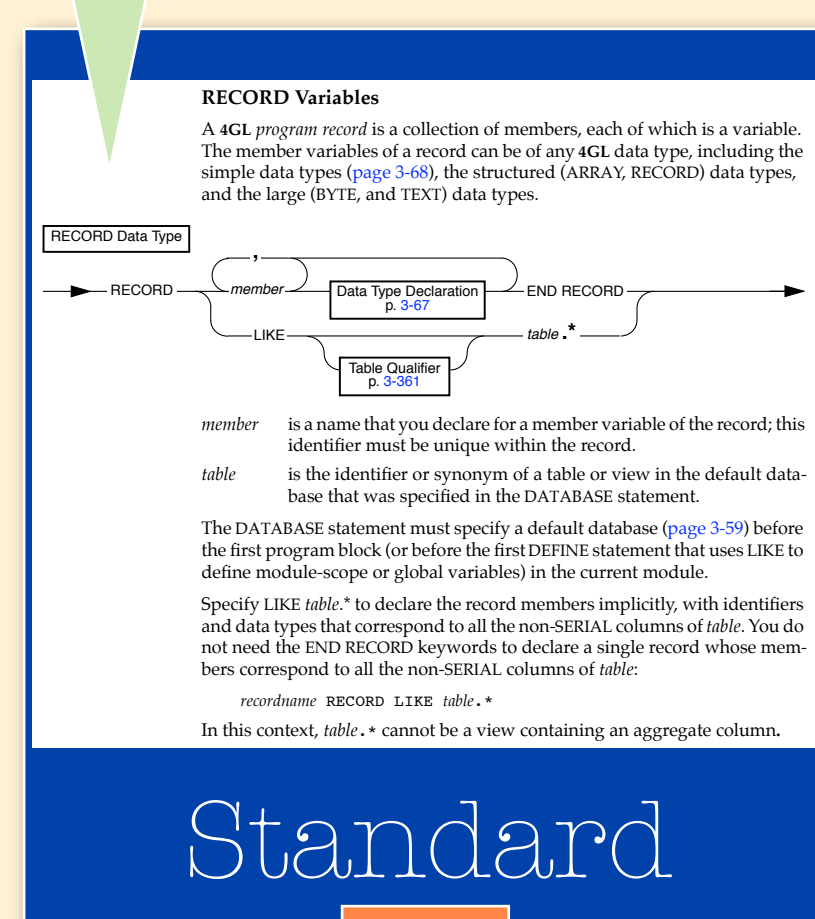 RECORD Variables
A 4GL program record is a collection of members, each of which is a variable.
The member variables of a record can be of any 4GL data type, including the
simple data types (page 3-68), the structured (ARRAY, RECORD) data types,
and the large (BYTE, and TEXT) data types.
RECORD Data Type
,
RECORD member Data Type Declaration END RECORD
p. 3-67
LIKE table .*
Table Qualifier
p. 3-361
member is a name that you declare for a member variable of the record; this
identifier must be unique within the record.
table is the identifier or synonym of a table or view in the default data-
base that was specified in the DATABASE statement.
The DATABASE statement must specify a default database (page 3-59) before
the first program block (or before the first DEFINE statement that uses LIKE to
define module-scope or global variables) in the current module.
Specify LIKE table.* to declare the record members implicitly, with identifiers
and data types that correspond to all the non-SERIAL columns of table. You do
not need the END RECORD keywords to declare a single record whose mem-
bers correspond to all the non-SERIAL columns of table:
recordname RECORD LIKE table.*
In this context, table.* cannot be a view containing an aggregate column.
Standard